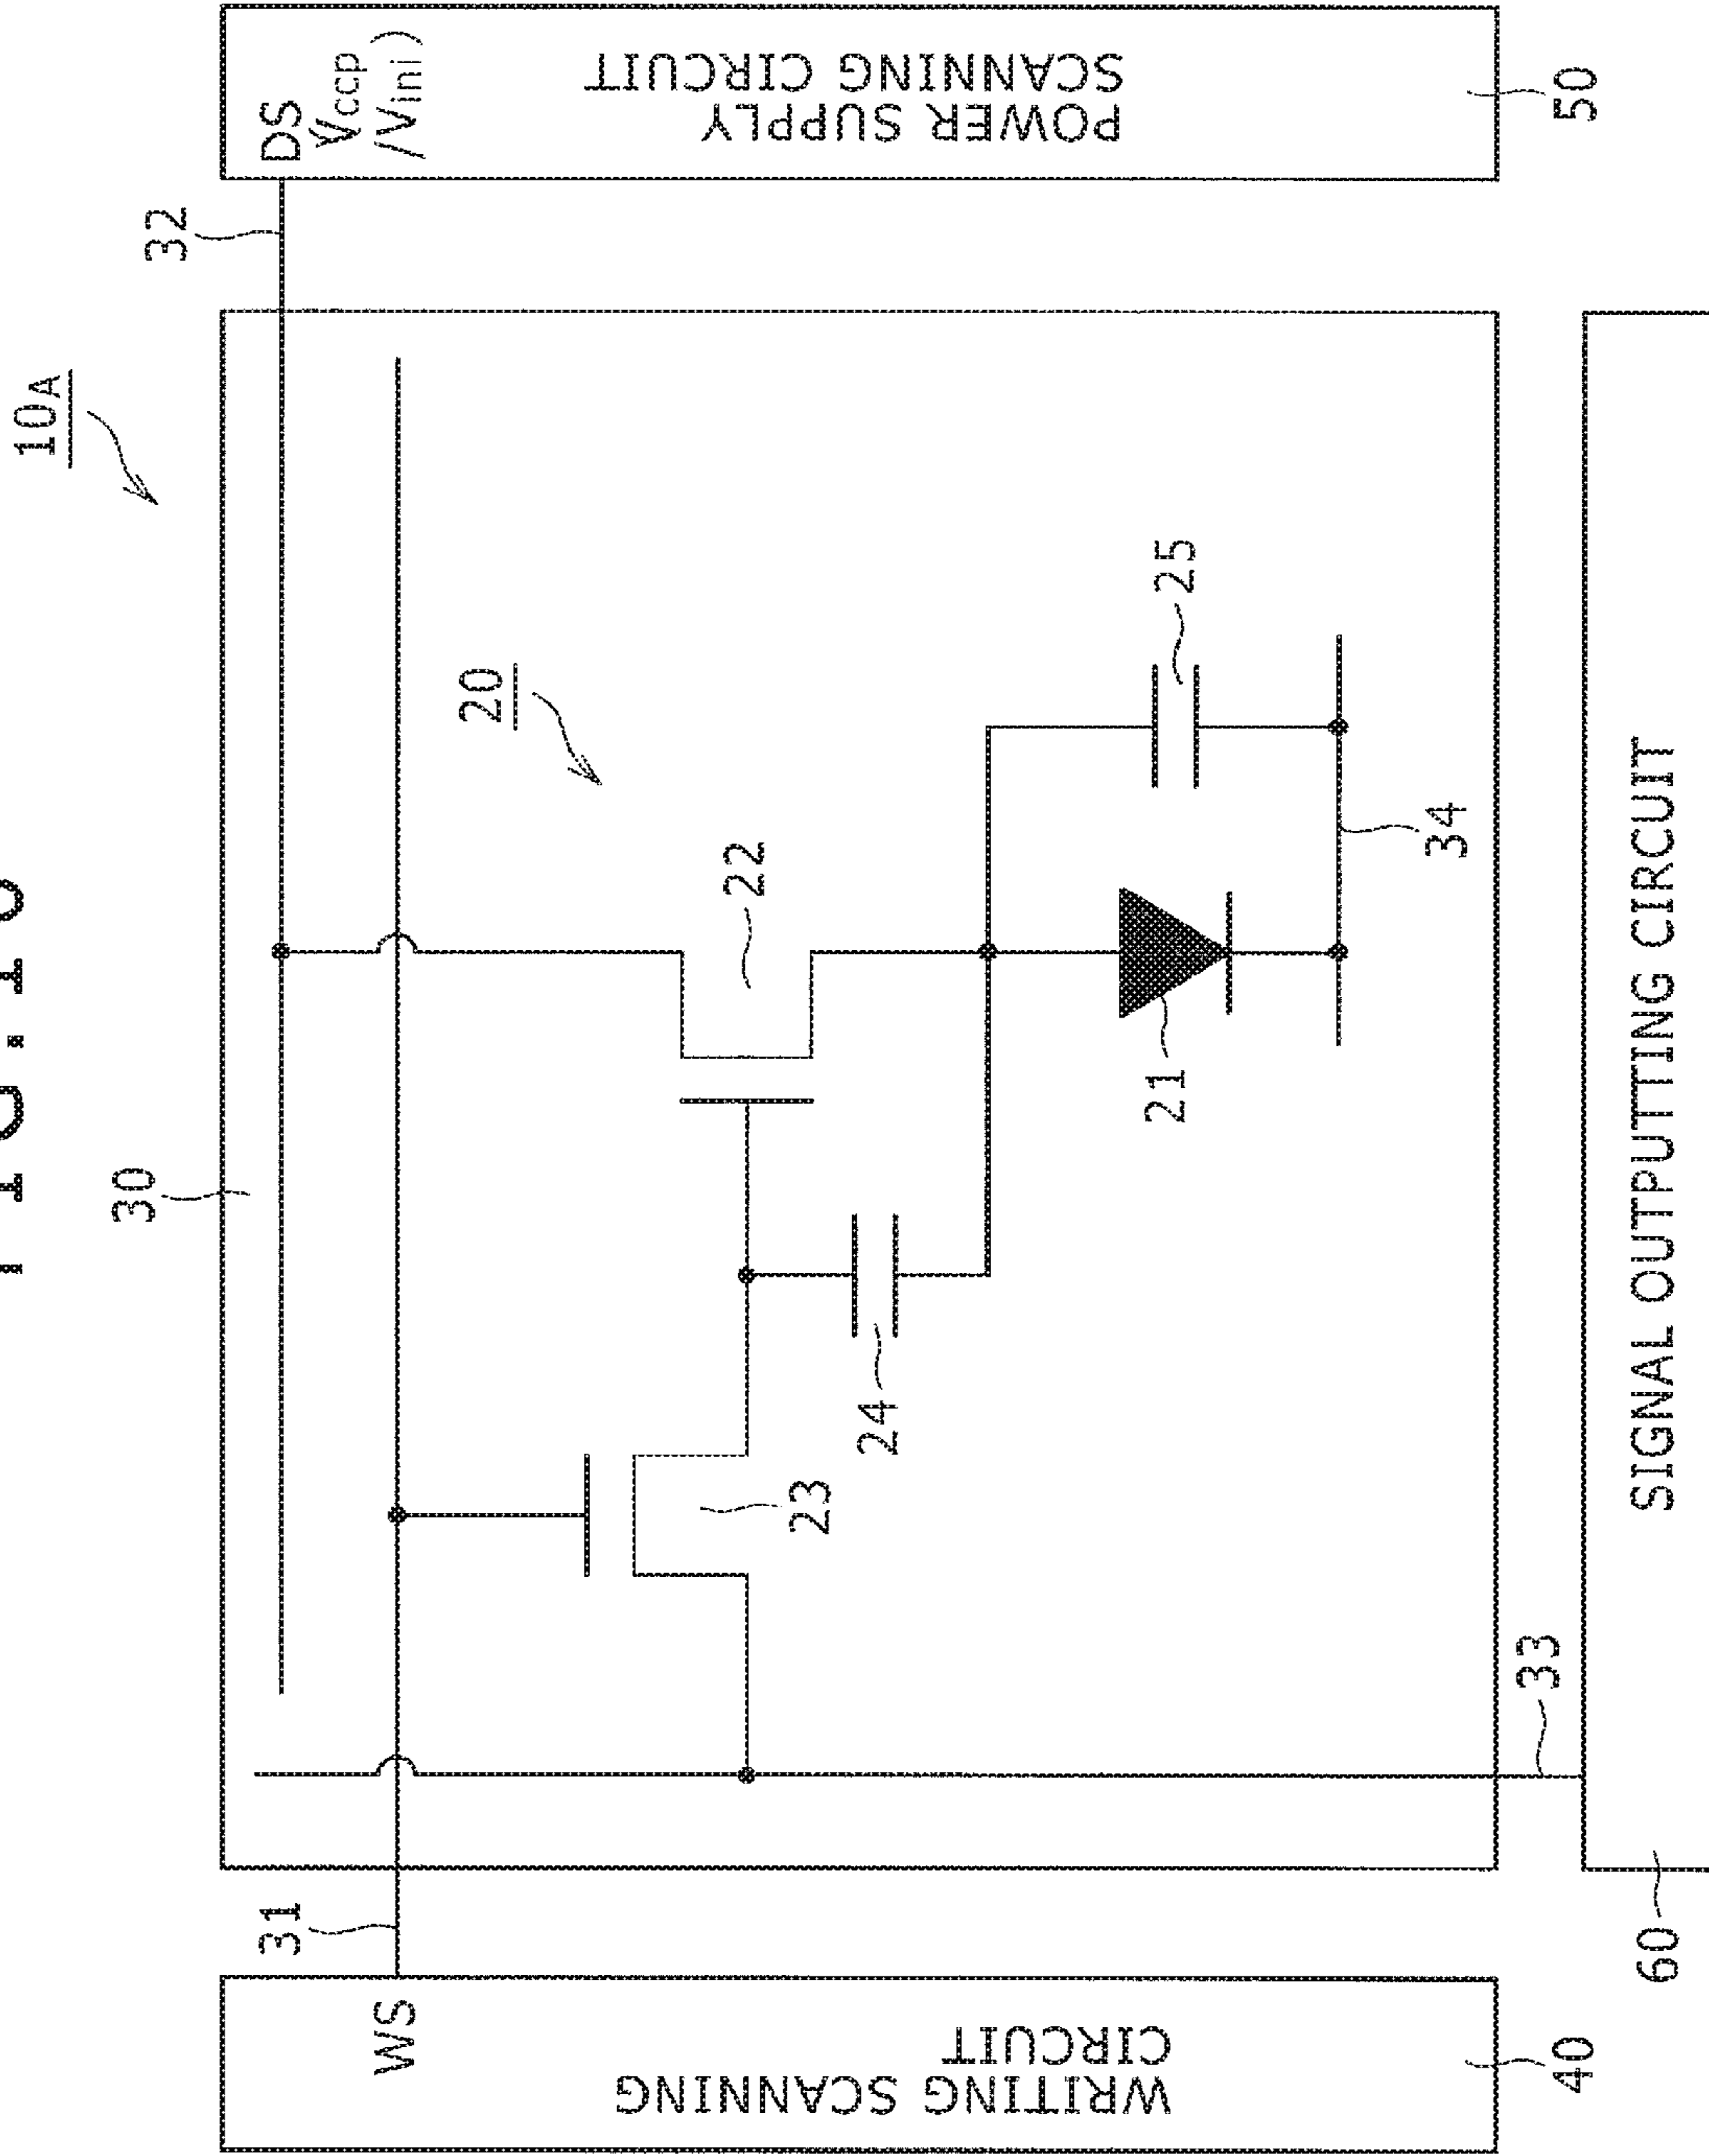 10A
30
32
31
DS
(Vccp
/Vini)
WS
20
22
23
24
25
21
34
WRITING SCANNING
CIRCUIT
POWER SUPPLY
SCANNING CIRCUIT
40
33
50
60
SIGNAL OUTPUTTING CIRCUIT